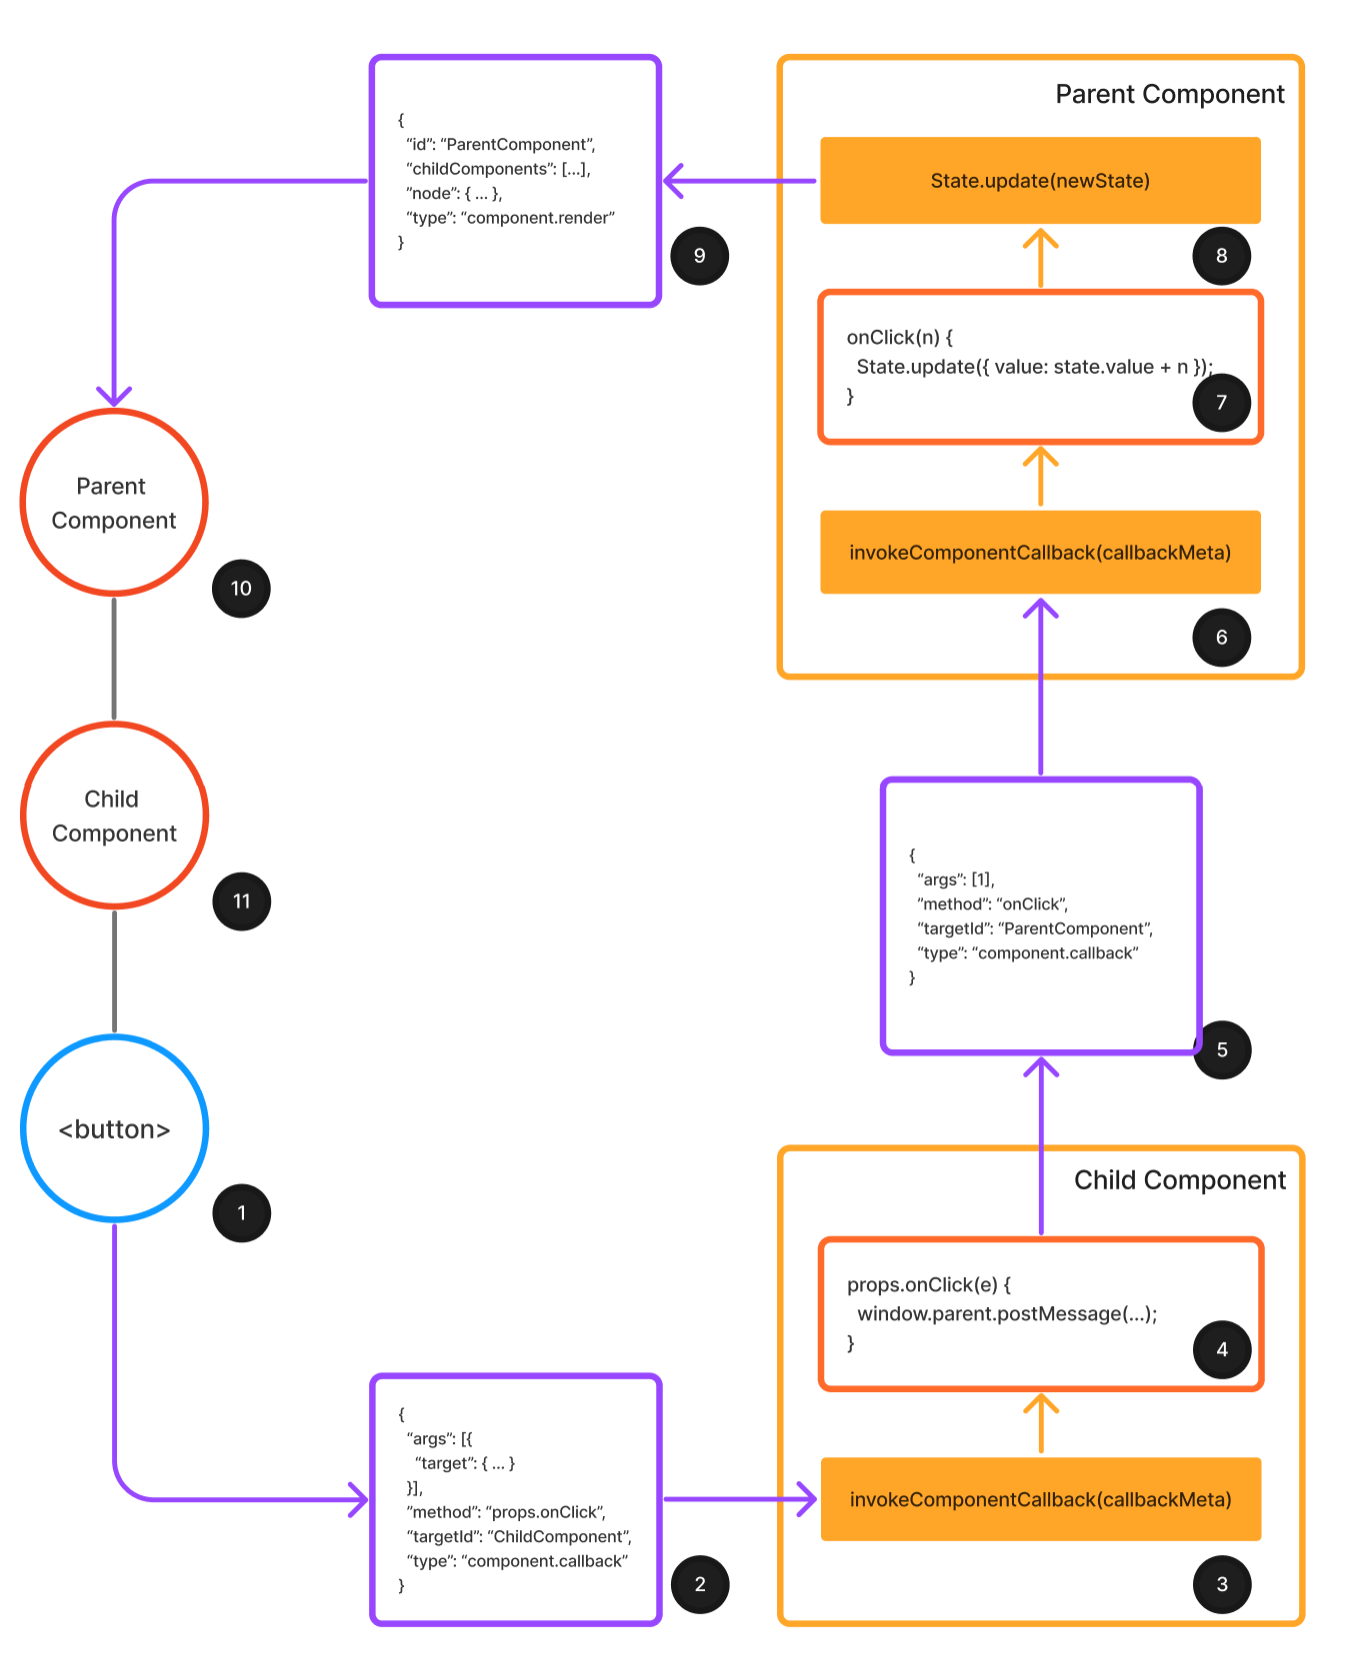 {
“id”: “ParentComponent”,
“childComponents”: [...],
”node”: { ... },
“type”: “component.render”
}
9
Parent Component
State.update(newState)
8
onClick(n) {
State.update({ value: state.value + n });
}
7
invokeComponentCallback(callbackMeta)
6
Parent
Component
10
Child
Component
11
<button>
1
{
“args”: [1],
”method”: “onClick”,
“targetId”: “ParentComponent”,
“type”: “component.callback”
}
5
Child Component
props.onClick(e) {
window.parent.postMessage(...);
}
4
invokeComponentCallback(callbackMeta)
3
{
“args”: [{
“target”: { ... }
}],
”method”: “props.onClick”,
“targetId”: “ChildComponent”,
“type”: “component.callback”
}
2